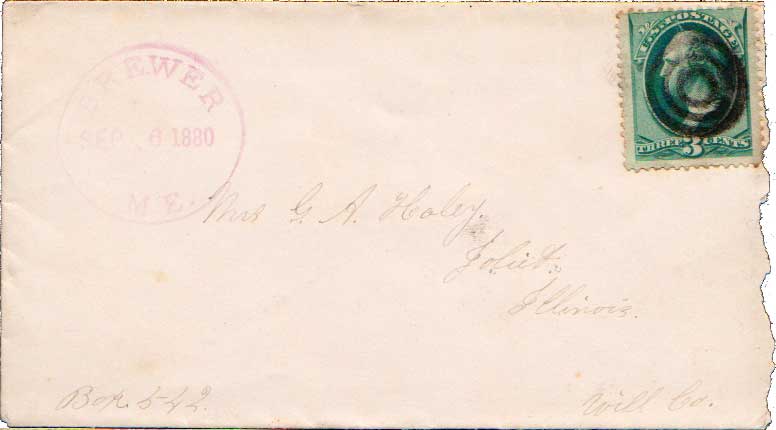 BREWER
SEP 6 1880
ME.
U.S. POSTAGE
THREE 3 CENTS
Mrs G. A. Haley
Joliet
Illinois.
Box. 542.
Will Co.